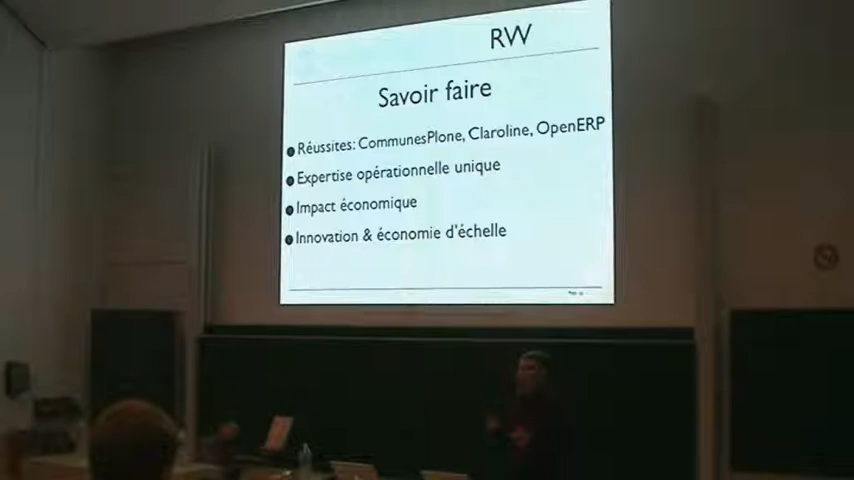 RW
Savoir faire
Réussites: CommunesPlone, Claroline, OpenERP
Expertise opérationnelle unique
Impact économique
Innovation & économie d'échelle